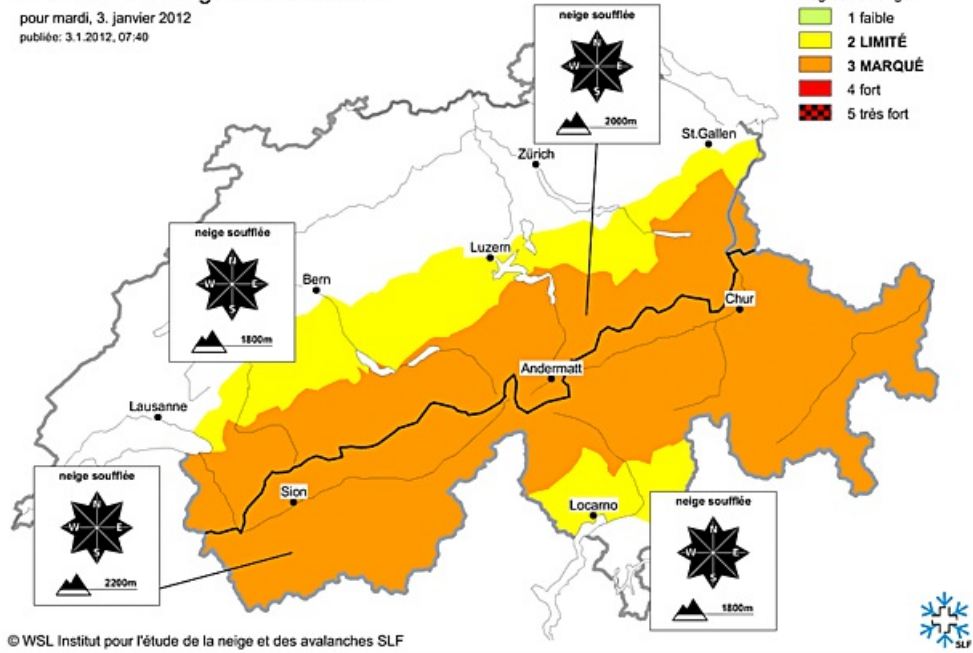 pour mardi, 3. janvier 2012
publiée: 3.1.2012, 07:40
1 faible
2 LIMITÉ
3 MARQUÉ
4 fort
5 très fort
neige soufflée
N
W E
S
2000m
St.Gallen
Zürich
neige soufflée
N
W E
S
1800m
Luzern
Bern
Chur
Andermatt
Lausanne
neige soufflée
N
W E
S
2200m
Sion
Locarno
neige soufflée
N
W E
S
1800m
© WSL Institut pour l'étude de la neige et des avalanches SLF
SLF